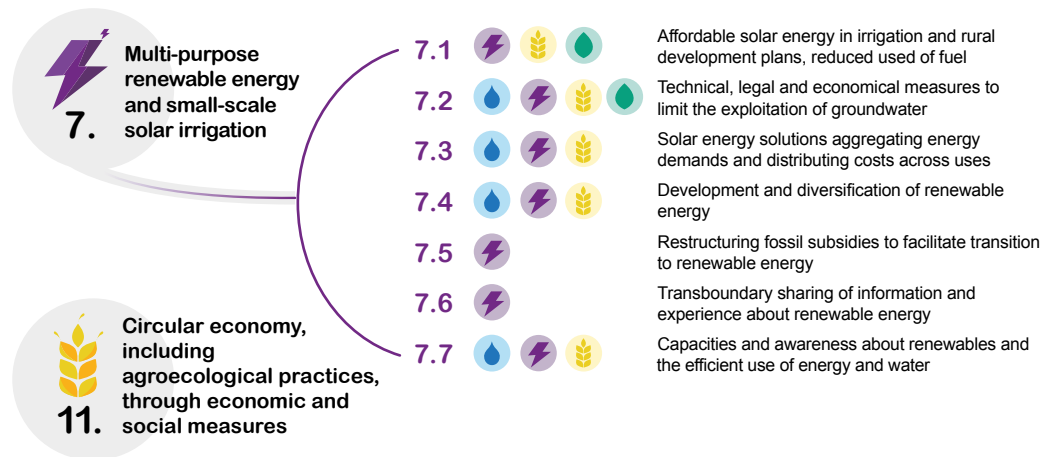 7.
Multi-purpose
renewable energy
and small-scale
solar irrigation
7.1
Affordable solar energy in irrigation and rural
development plans, reduced used of fuel
7.2
Technical, legal and economical measures to
limit the exploitation of groundwater
7.3
Solar energy solutions aggregating energy
demands and distributing costs across uses
7.4
Development and diversification of renewable
energy
7.5
Restructuring fossil subsidies to facilitate transition
to renewable energy
7.6
Transboundary sharing of information and
experience about renewable energy
7.7
Capacities and awareness about renewables and
the efficient use of energy and water
11.
Circular economy,
including
agroecological practices,
through economic and
social measures